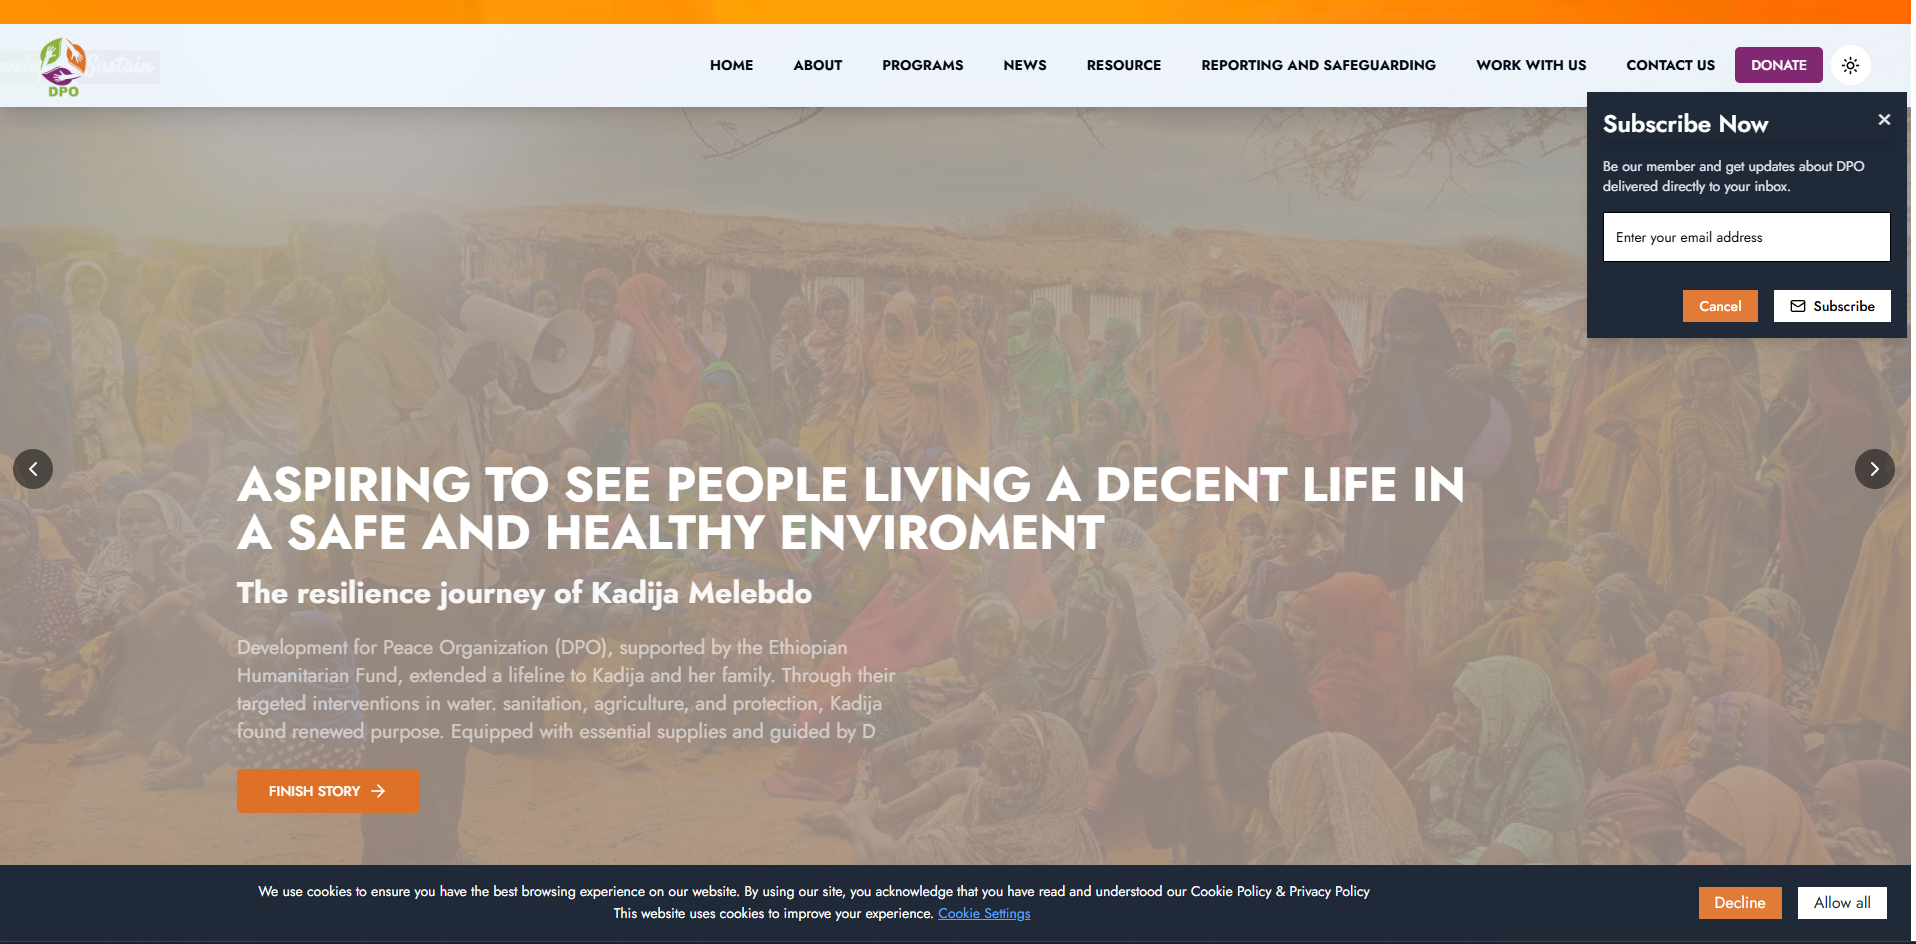 Sustain
DPO
HOME
ABOUT
PROGRAMS
NEWS
RESOURCE
REPORTING AND SAFEGUARDING
WORK WITH US
CONTACT US
DONATE
Subscribe Now
Be our member and get updates about DPO
delivered directly to your inbox.
Enter your email address
Cancel
Subscribe
ASPIRING TO SEE PEOPLE LIVING A DECENT LIFE IN
A SAFE AND HEALTHY ENVIROMENT
The resilience journey of Kadija Melebdo
Development for Peace Organization (DPO), supported by the Ethiopian
Humanitarian Fund, extended a lifeline to Kadija and her family. Through their
targeted interventions in water. sanitation, agriculture, and protection, Kadija
found renewed purpose. Equipped with essential supplies and guided by D
FINISH STORY
We use cookies to ensure you have the best browsing experience on our website. By using our site, you acknowledge that you have read and understood our Cookie Policy & Privacy Policy
This website uses cookies to improve your experience. Cookie Settings
Decline
Allow all